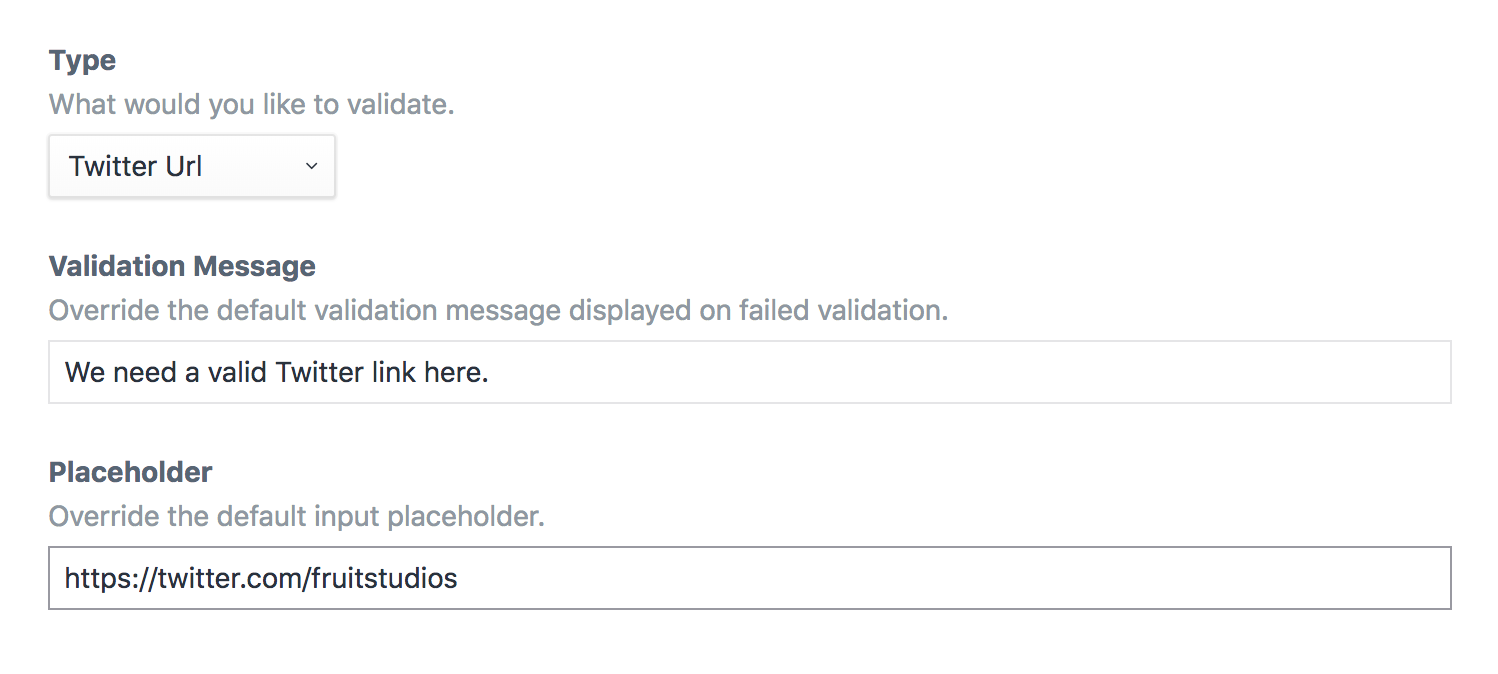 Type
What would you like to validate.
Twitter Url
Validation Message
Override the default validation message displayed on failed validation.
We need a valid Twitter link here.
Placeholder
Override the default input placeholder.
https://twitter.com/fruitstudios